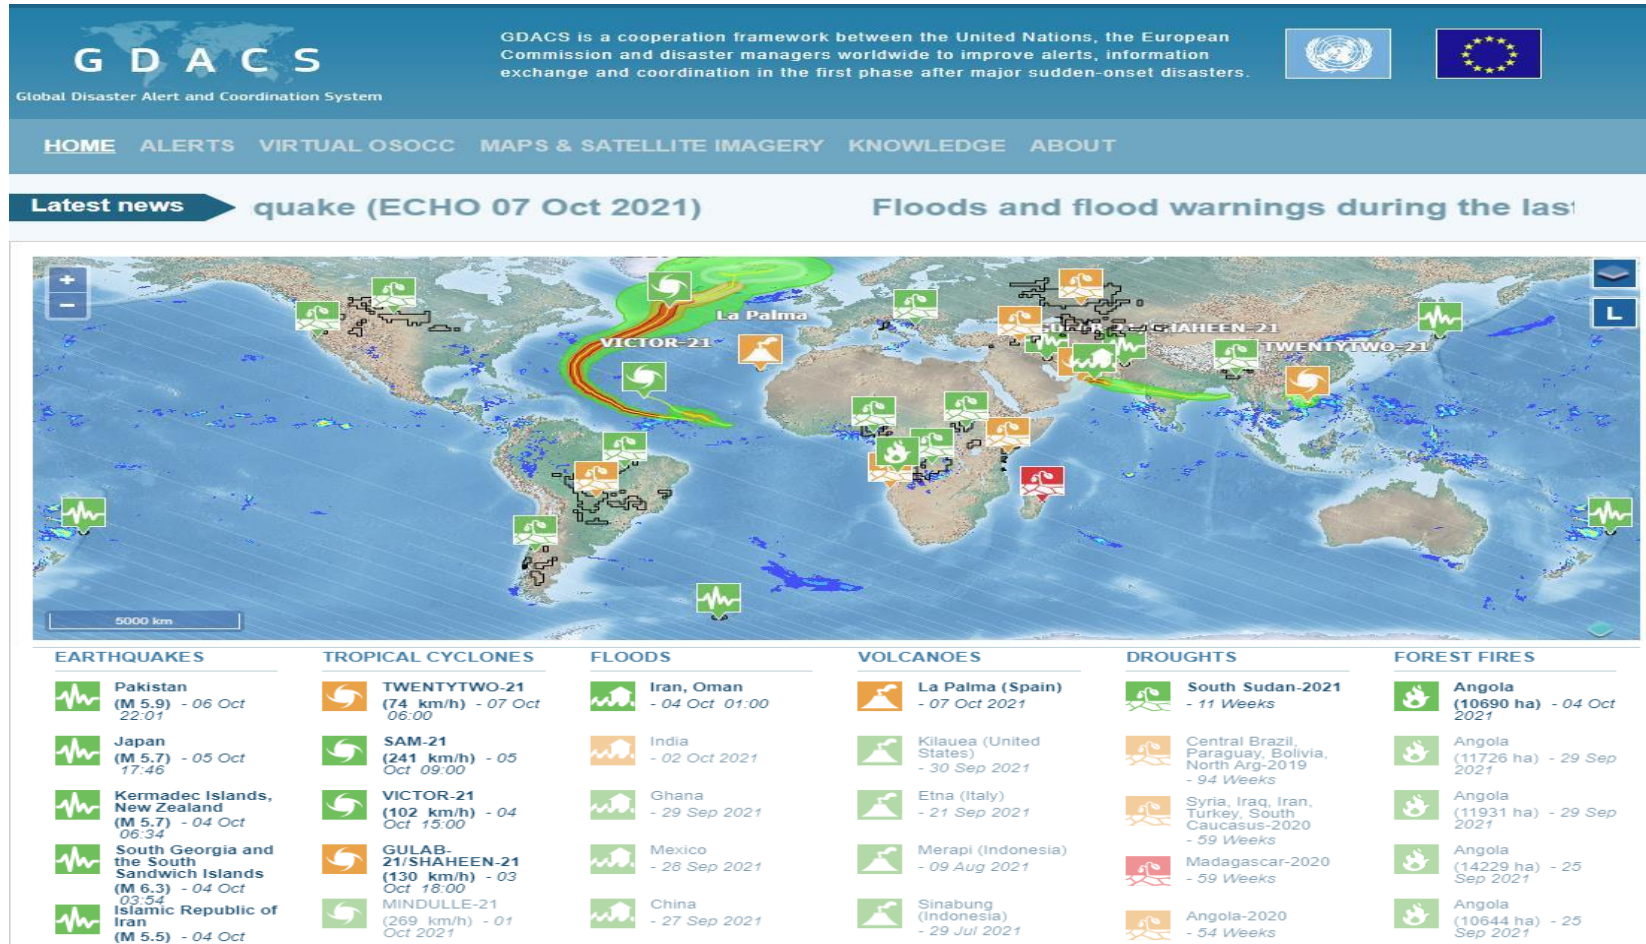 GDACS
Global Disaster Alert and Coordination System
GDACS is a cooperation framework between the United Nations, the European
Commission and disaster managers worldwide to improve alerts, information
exchange and coordination in the first phase after major sudden-onset disasters.
HOME ALERTS VIRTUAL OSOCC MAPS & SATELLITE IMAGERY KNOWLEDGE ABOUT
Latest news quake (ECHO 07 Oct 2021) Floods and flood warnings during the las
+
−
L
La Palma
VICTOR-21
SHAHEEN-21
TWENTYTWO-21
5000 km
EARTHQUAKES
Pakistan
(M 5.9) - 06 Oct
22:01
Japan
(M 5.7) - 05 Oct
17:46
Kermadec Islands,
New Zealand
(M 5.7) - 04 Oct
06:34
South Georgia and
the South
Sandwich Islands
(M 6.3) - 04 Oct
03:54
Islamic Republic of
Iran
(M 5.5) - 04 Oct
TROPICAL CYCLONES
TWENTYTWO-21
(74 km/h) - 07 Oct
06:00
SAM-21
(241 km/h) - 05
Oct 09:00
VICTOR-21
(102 km/h) - 04
Oct 15:00
GULAB-
21/SHAHEEN-21
(130 km/h) - 03
Oct 18:00
MINDULLE-21
(269 km/h) - 01
Oct 2021
FLOODS
Iran, Oman
- 04 Oct 01:00
India
- 02 Oct 2021
Ghana
- 29 Sep 2021
Mexico
- 28 Sep 2021
China
- 27 Sep 2021
VOLCANOES
La Palma (Spain)
- 07 Oct 2021
Kilauea (United
States)
- 30 Sep 2021
Etna (Italy)
- 21 Sep 2021
Merapi (Indonesia)
- 09 Aug 2021
Sinabung
(Indonesia)
- 29 Jul 2021
DROUGHTS
South Sudan-2021
- 11 Weeks
Central Brazil,
Paraguay, Bolivia,
North Arg-2019
- 94 Weeks
Syria, Iraq, Iran,
Turkey, South
Caucasus-2020
- 59 Weeks
Madagascar-2020
- 59 Weeks
Angola-2020
- 54 Weeks
FOREST FIRES
Angola
(10690 ha) - 04 Oct
2021
Angola
(11726 ha) - 29 Sep
2021
Angola
(11931 ha) - 29 Sep
2021
Angola
(14229 ha) - 25
Sep 2021
Angola
(10644 ha) - 25
Sep 2021